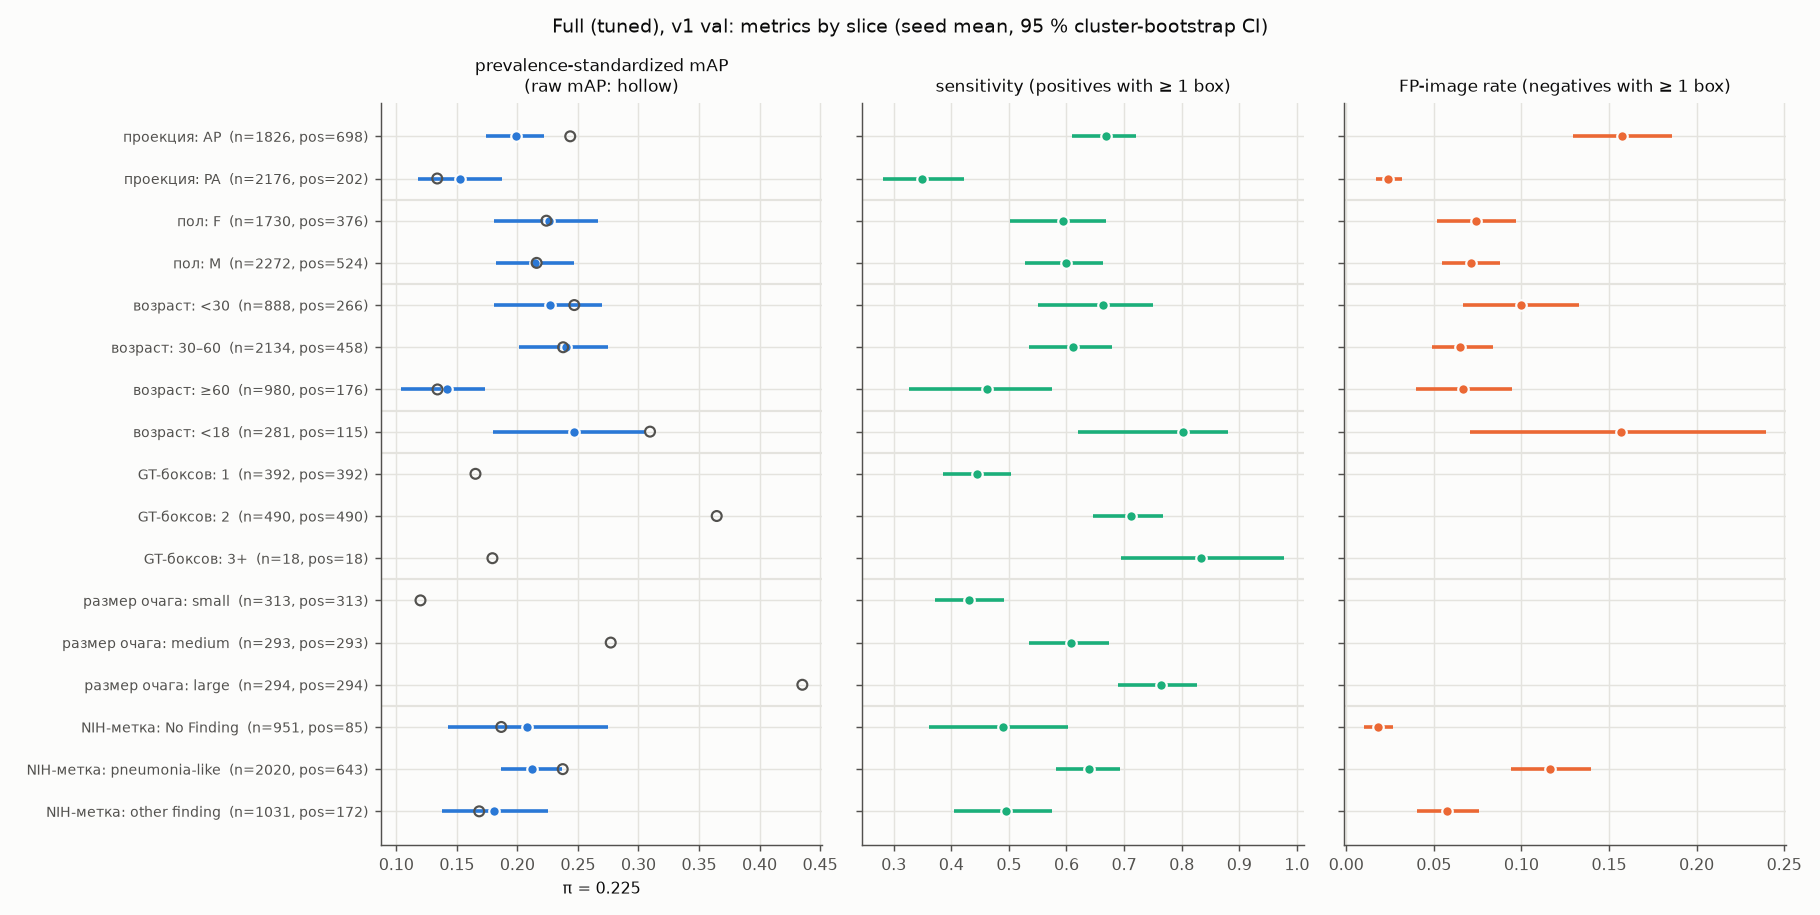 Full (tuned), v1 val: metrics by slice (seed mean, 95 % cluster-bootstrap CI)
prevalence-standardized mAP
(raw mAP: hollow)
sensitivity (positives with ≥ 1 box)
FP-image rate (negatives with ≥ 1 box)
проекция: AP (n=1826, pos=698)
проекция: PA (n=2176, pos=202)
пол: F (n=1730, pos=376)
пол: M (n=2272, pos=524)
возраст: <30 (n=888, pos=266)
возраст: 30–60 (n=2134, pos=458)
возраст: ≥60 (n=980, pos=176)
возраст: <18 (n=281, pos=115)
GT-боксов: 1 (n=392, pos=392)
GT-боксов: 2 (n=490, pos=490)
GT-боксов: 3+ (n=18, pos=18)
размер очага: small (n=313, pos=313)
размер очага: medium (n=293, pos=293)
размер очага: large (n=294, pos=294)
NIH-метка: No Finding (n=951, pos=85)
NIH-метка: pneumonia-like (n=2020, pos=643)
NIH-метка: other finding (n=1031, pos=172)
0.10 0.15 0.20 0.25 0.30 0.35 0.40 0.45
π = 0.225
0.3 0.4 0.5 0.6 0.7 0.8 0.9 1.0
0.00 0.05 0.10 0.15 0.20 0.25